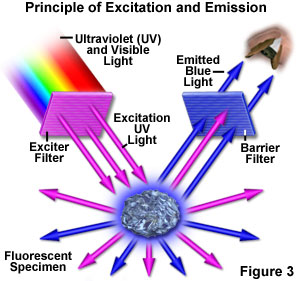 Principle of Excitation and Emission
Ultraviolet (UV)
and Visible
Light
Emitted
Blue
Light
Exciter
Filter
Excitation
UV
Light
Barrier
Filter
Fluorescent
Specimen
Figure 3